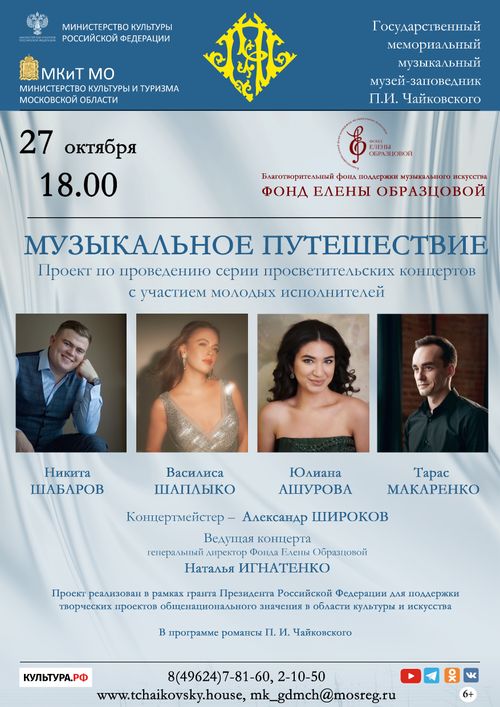 МИНИСТЕРСТВО КУЛЬТУРЫ
РОССИЙСКОЙ ФЕДЕРАЦИИ
МКиТ МО
МИНИСТЕРСТВО КУЛЬТУРЫ И ТУРИЗМА
МОСКОВСКОЙ ОБЛАСТИ
Государственный
мемориальный
музыкальный
музей-заповедник
П.И. Чайковского
27 октября
18.00
ФОНД
ЕЛЕНЫ
ОБРАЗЦОВОЙ
Благотворительный фонд поддержки музыкального искусства
ФОНД ЕЛЕНЫ ОБРАЗЦОВОЙ
МУЗЫКАЛЬНОЕ ПУТЕШЕСТВИЕ
Проект по проведению серии просветительских концертов
с участием молодых исполнителей
Никита
ШАБАРОВ
Василиса
ШАПЛЫКО
Юлиана
АШУРОВА
Тарас
МАКАРЕНКО
Концертмейстер – Александр ШИРОКОВ
Ведущая концерта
генеральный директор Фонда Елены Образцовой
Наталья ИГНАТЕНКО
Проект реализован в рамках гранта Президента Российской Федерации для поддержки
творческих проектов общенационального значения в области культуры и искусства
В программе романсы П. И. Чайковского
КУЛЬТУРА.РФ
8(49624)7-81-60, 2-10-50
www.tchaikovsky.house, mk_gdmch@mosreg.ru
6+